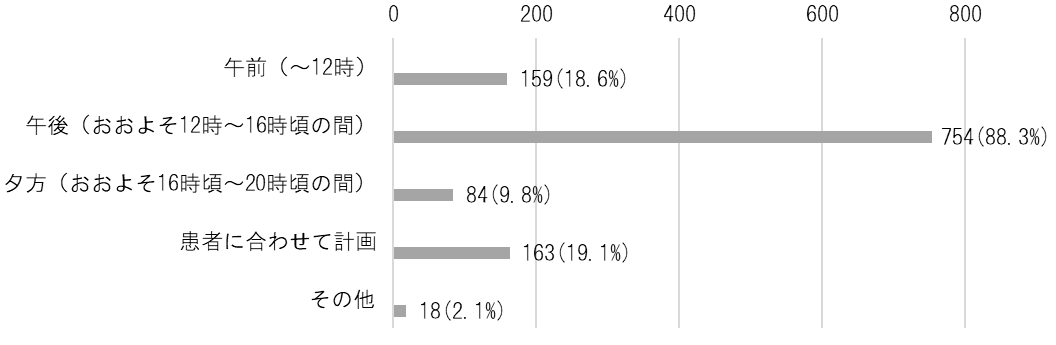 0 200 400 600 800
午前（～12時） 159(18.6%)
午後（おおよそ12時～16時頃の間） 754(88.3%)
夕方（おおよそ16時頃～20時頃の間） 84(9.8%)
患者に合わせて計画 163(19.1%)
その他 18(2.1%)